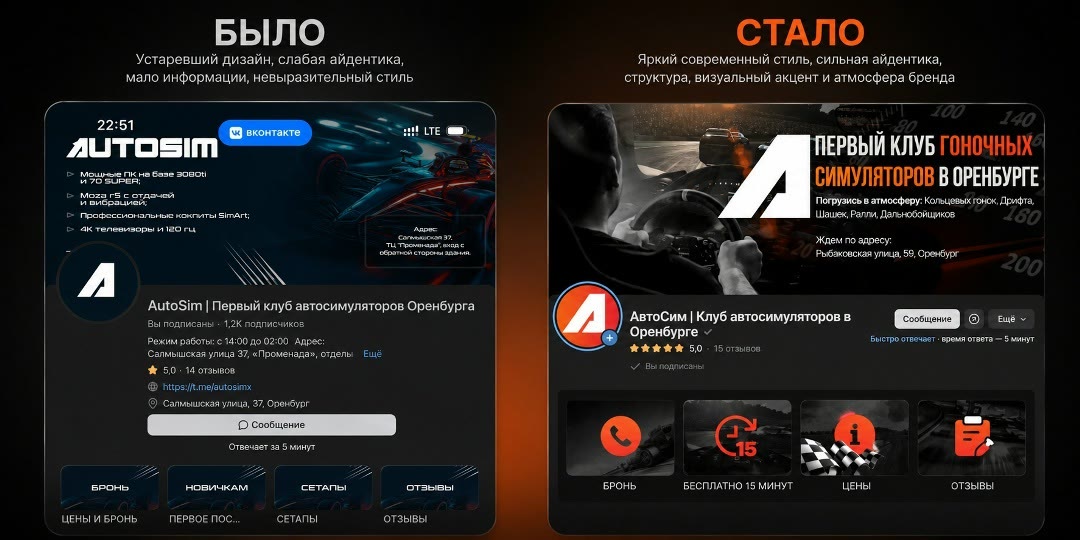 БЫЛО
Устаревший дизайн, слабая айдентика,
мало информации, невыразительный стиль
22:51
вконтакте
LTE
AUTOSIM
Мощные ПК на базе 3080ti
и 70 SUPER;
Moza r5 с отдачей
и вибрацией;
Профессиональные кокпиты SimArt;
4К телевизоры и 120 гц
Адрес:
Салмышская 37,
ТЦ "Променада", вход с
обратной стороны здания.
A
AutoSim | Первый клуб автосимуляторов Оренбурга
Вы подписаны · 1,2K подписчиков
Режим работы: с 14:00 до 02:00 Адрес:
Салмышская улица 37, «Променада», отделы Ещё
5,0 · 14 отзывов
https://t.me/autosimx
Салмышская улица, 37, Оренбург
Сообщение
Отвечает за 5 минут
БРОНЬ
НОВИЧКАМ
СЕТАПЫ
ОТЗЫВЫ
ЦЕНЫ И БРОНЬ
ПЕРВОЕ ПОС...
СЕТАПЫ
ОТЗЫВЫ
СТАЛО
Яркий современный стиль, сильная айдентика,
структура, визуальный акцент и атмосфера бренда
A
ПЕРВЫЙ КЛУБ ГОНОЧНЫХ
СИМУЛЯТОРОВ В ОРЕНБУРГЕ
Погрузись в атмосферу: Кольцевых гонок, Дрифта,
Шашек, Ралли, Дальнобойщиков
Ждем по адресу:
Рыбаковская улица, 59, Оренбург
80
100
140
160
200
A
АвтоСим | Клуб автосимуляторов в
Оренбурге
5,0 · 15 отзывов
Вы подписаны
Сообщение
Ещё
Быстро отвечает · время ответа — 5 минут
15
i
БРОНЬ
БЕСПЛАТНО 15 МИНУТ
ЦЕНЫ
ОТЗЫВЫ